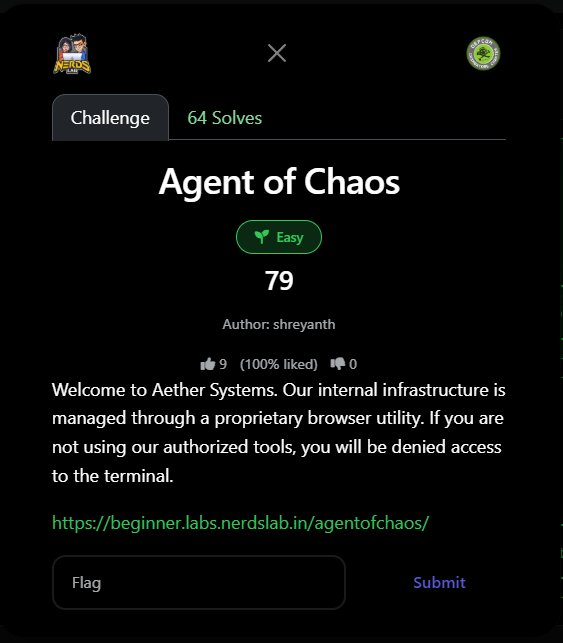 NERDS
LAB
Challenge
64 Solves
Agent of Chaos
Easy
79
Author: shreyanth
9 (100% liked) 0
Welcome to Aether Systems. Our internal infrastructure is
managed through a proprietary browser utility. If you are
not using our authorized tools, you will be denied access
to the terminal.
https://beginner.labs.nerdslab.in/agentofchaos/
Flag
Submit